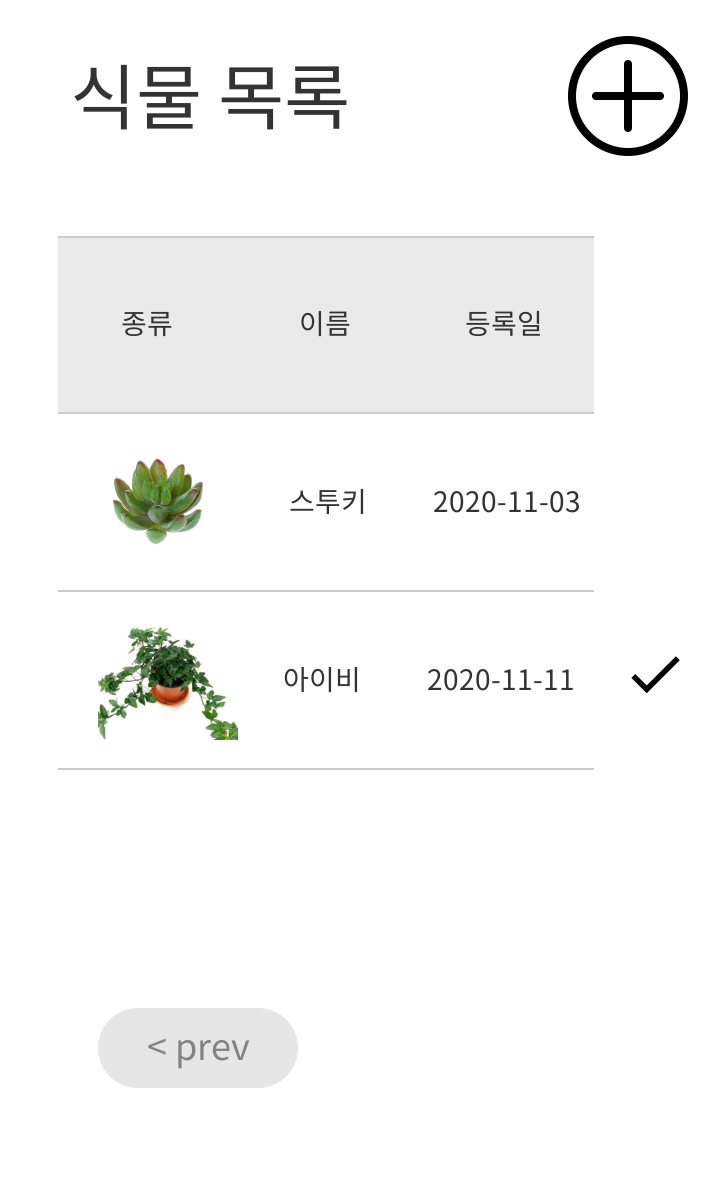 식물 목록
종류 이름 등록일
스투키 2020-11-03
아이비 2020-11-11
< prev